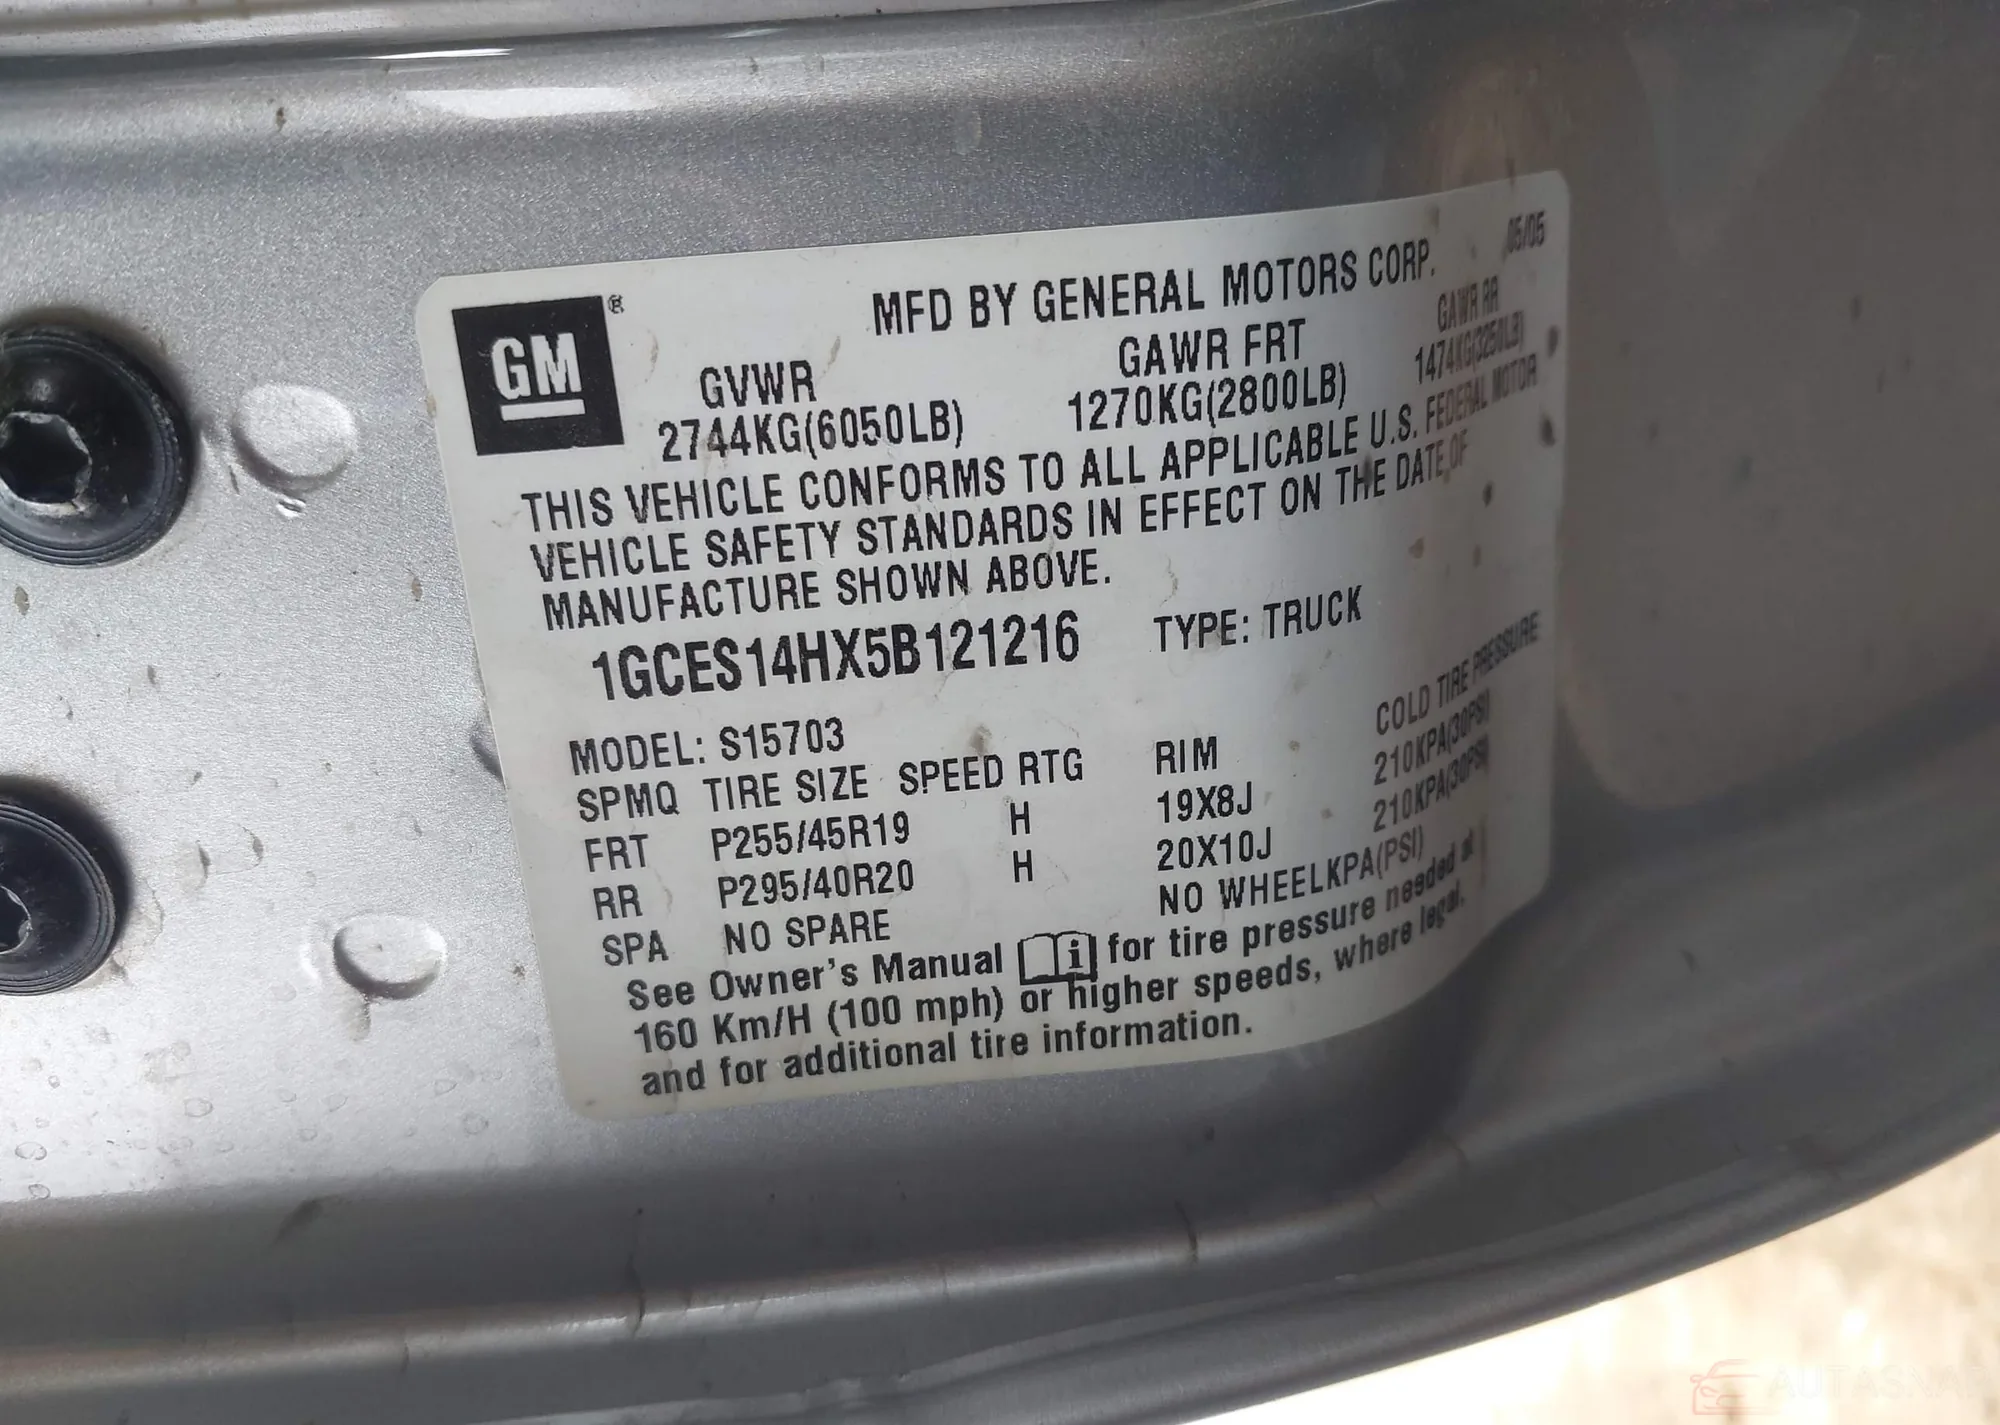 05/05
GM ®
MFD BY GENERAL MOTORS CORP.
GVWR GAWR FRT GAWR RR
2744KG(6050LB) 1270KG(2800LB) 1474KG(3250LB)
THIS VEHICLE CONFORMS TO ALL APPLICABLE U.S. FEDERAL MOTOR
VEHICLE SAFETY STANDARDS IN EFFECT ON THE DATE OF
MANUFACTURE SHOWN ABOVE.
1GCES14HX5B121216 TYPE: TRUCK
MODEL: S15703
SPMQ TIRE SIZE SPEED RTG RIM COLD TIRE PRESSURE
FRT P255/45R19 H 19X8J 210KPA(30PSI)
RR P295/40R20 H 20X10J 210KPA(30PSI)
SPA NO SPARE NO WHEELKPA(PSI)
See Owner's Manual i for tire pressure needed at
160 Km/H (100 mph) or higher speeds, where legal,
and for additional tire information.